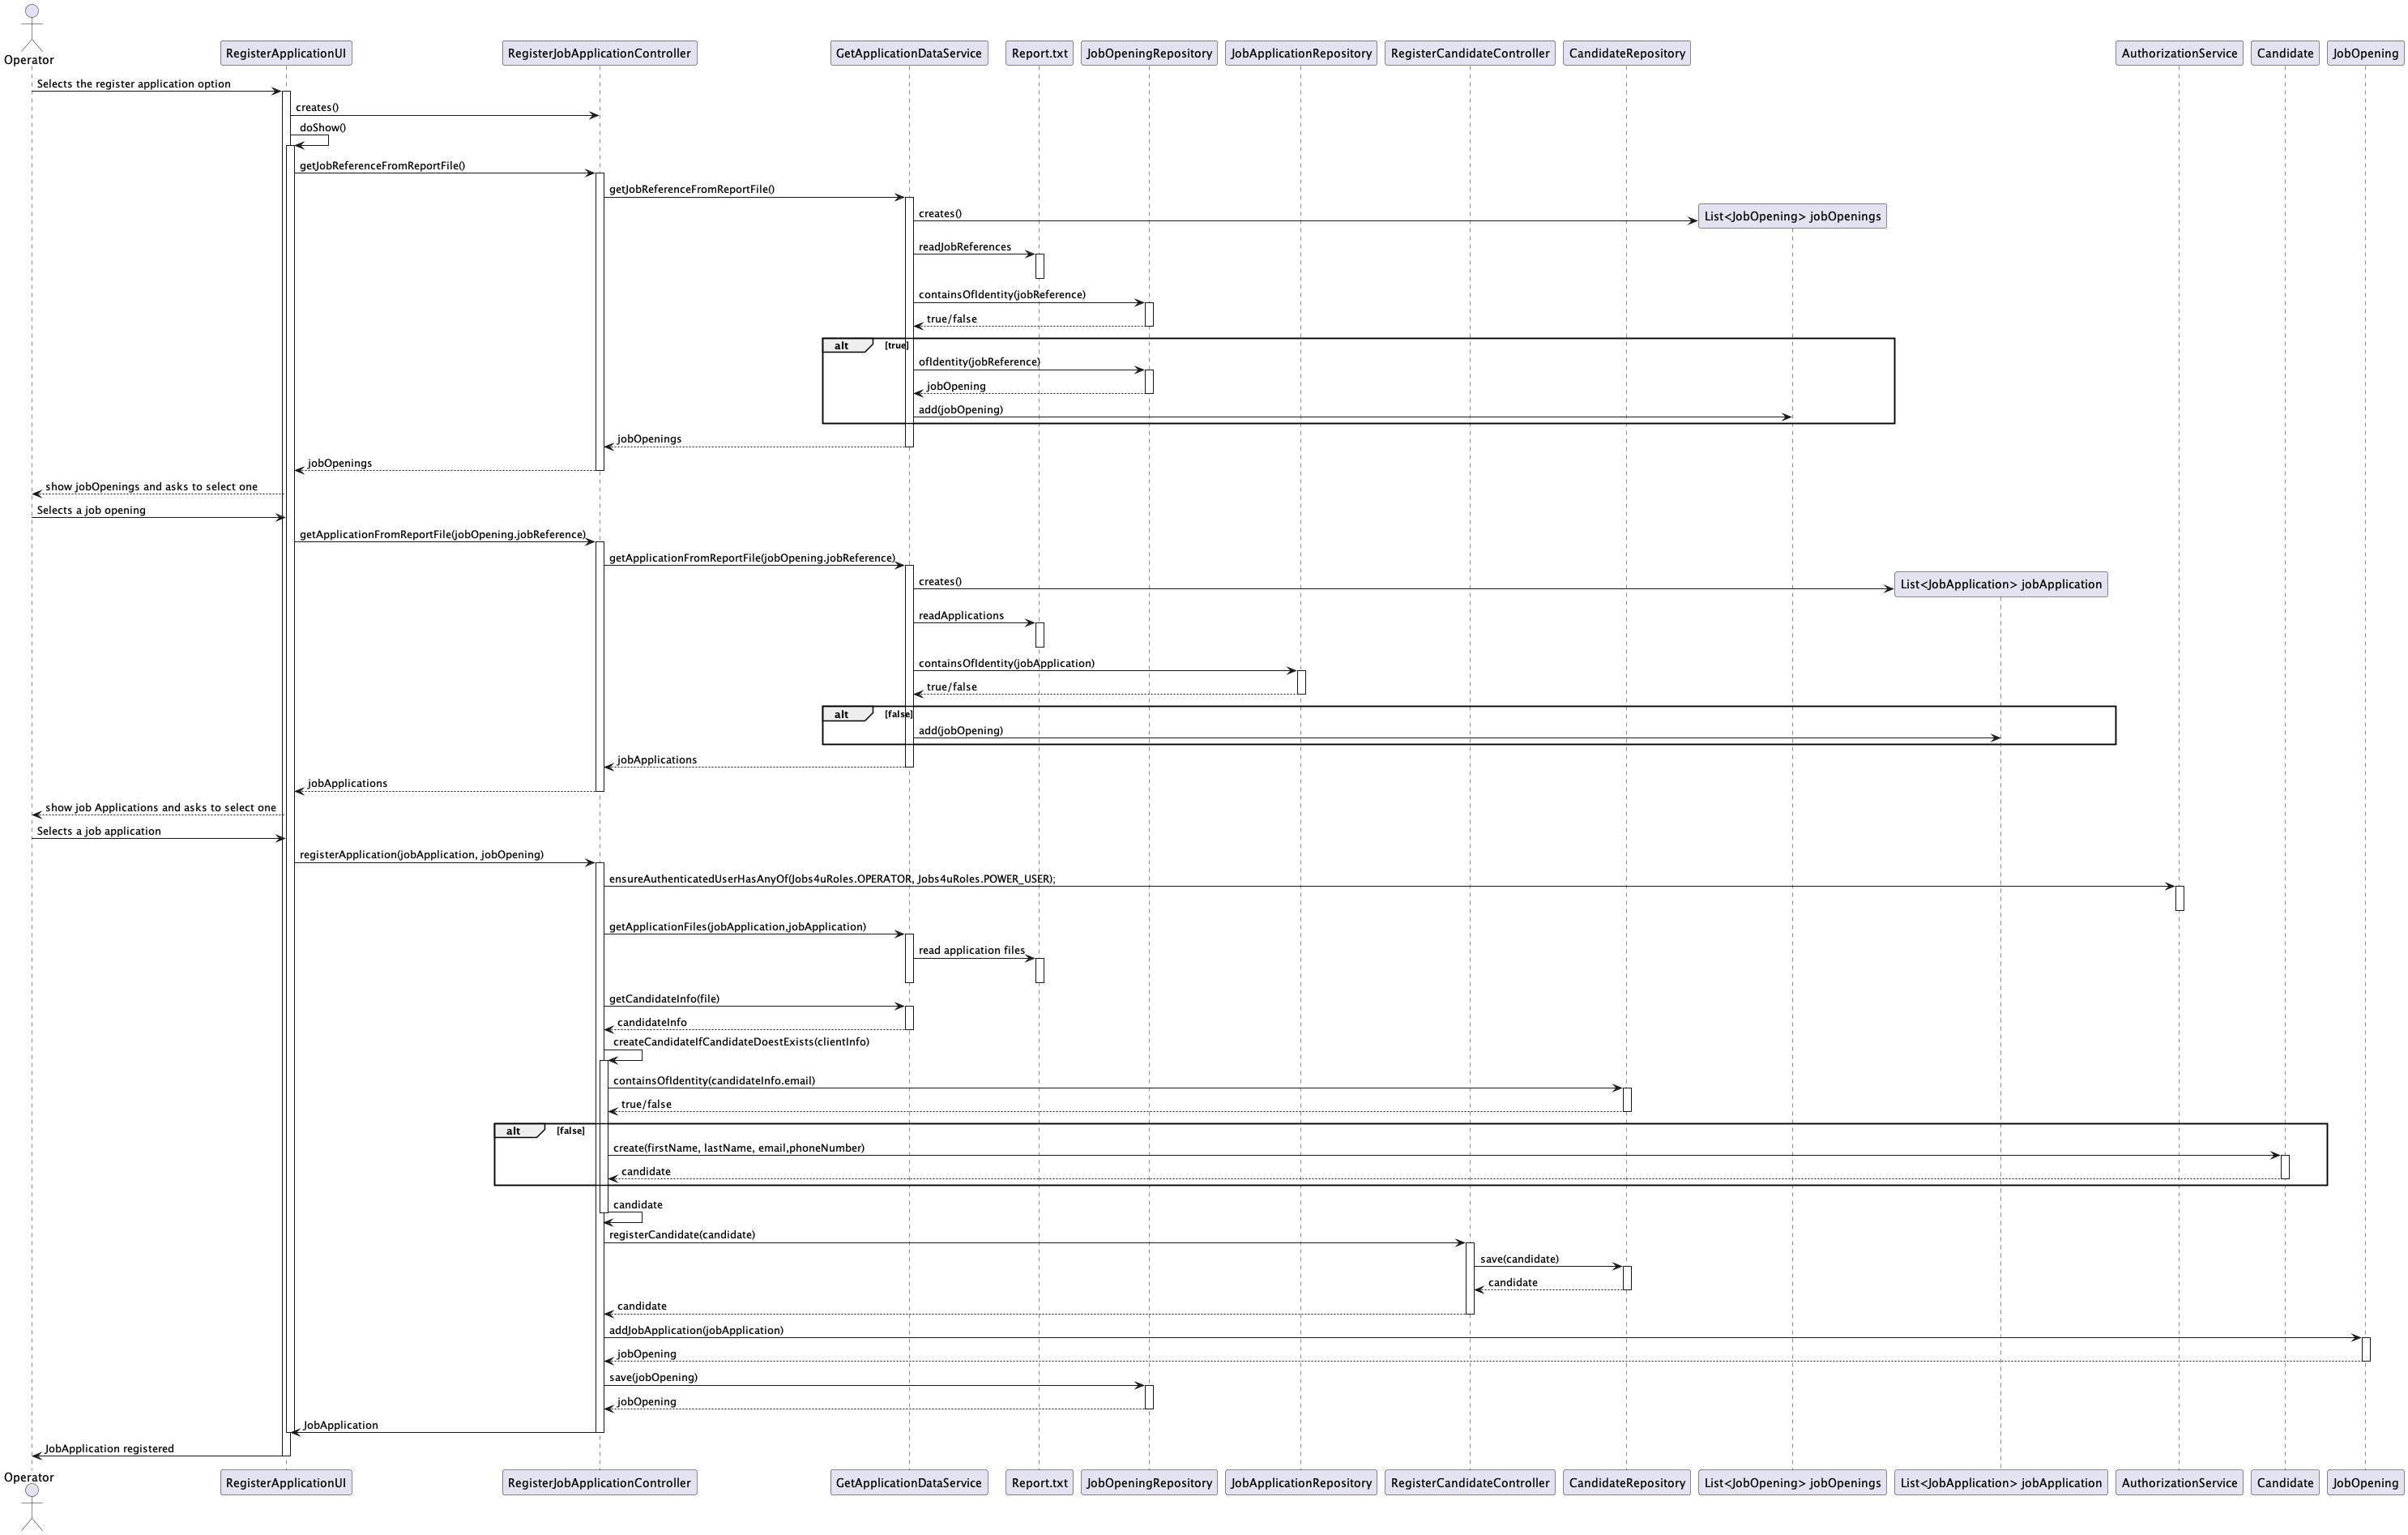 Operator
RegisterApplicationUI
RegisterJobApplicationController
GetApplicationDataService
Report.txt
JobOpeningRepository
JobApplicationRepository
RegisterCandidateController
CandidateRepository
AuthorizationService
Candidate
JobOpening
Selects the register application option
creates()
doShow()
getJobReferenceFromReportFile()
getJobReferenceFromReportFile()
creates()
List<JobOpening> jobOpenings
readJobReferences
containsOfIdentity(jobReference)
true/false
alt
[true]
ofIdentity(jobReference)
jobOpening
add(jobOpening)
jobOpenings
jobOpenings
show jobOpenings and asks to select one
Selects a job opening
getApplicationFromReportFile(jobOpening.jobReference)
getApplicationFromReportFile(jobOpening.jobReference)
creates()
List<JobApplication> jobApplication
readApplications
containsOfIdentity(jobApplication)
true/false
alt
[false]
add(jobOpening)
jobApplications
jobApplications
show job Applications and asks to select one
Selects a job application
registerApplication(jobApplication, jobOpening)
ensureAuthenticatedUserHasAnyOf(Jobs4uRoles.OPERATOR, Jobs4uRoles.POWER_USER);
getApplicationFiles(jobApplication,jobApplication)
read application files
getCandidateInfo(file)
candidateInfo
createCandidateIfCandidateDoestExists(clientInfo)
containsOfIdentity(candidateInfo.email)
true/false
alt
[false]
create(firstName, lastName, email,phoneNumber)
candidate
candidate
registerCandidate(candidate)
save(candidate)
candidate
candidate
addJobApplication(jobApplication)
jobOpening
save(jobOpening)
jobOpening
JobApplication
JobApplication registered
Operator
RegisterApplicationUI
RegisterJobApplicationController
GetApplicationDataService
Report.txt
JobOpeningRepository
JobApplicationRepository
RegisterCandidateController
CandidateRepository
List<JobOpening> jobOpenings
List<JobApplication> jobApplication
AuthorizationService
Candidate
JobOpening